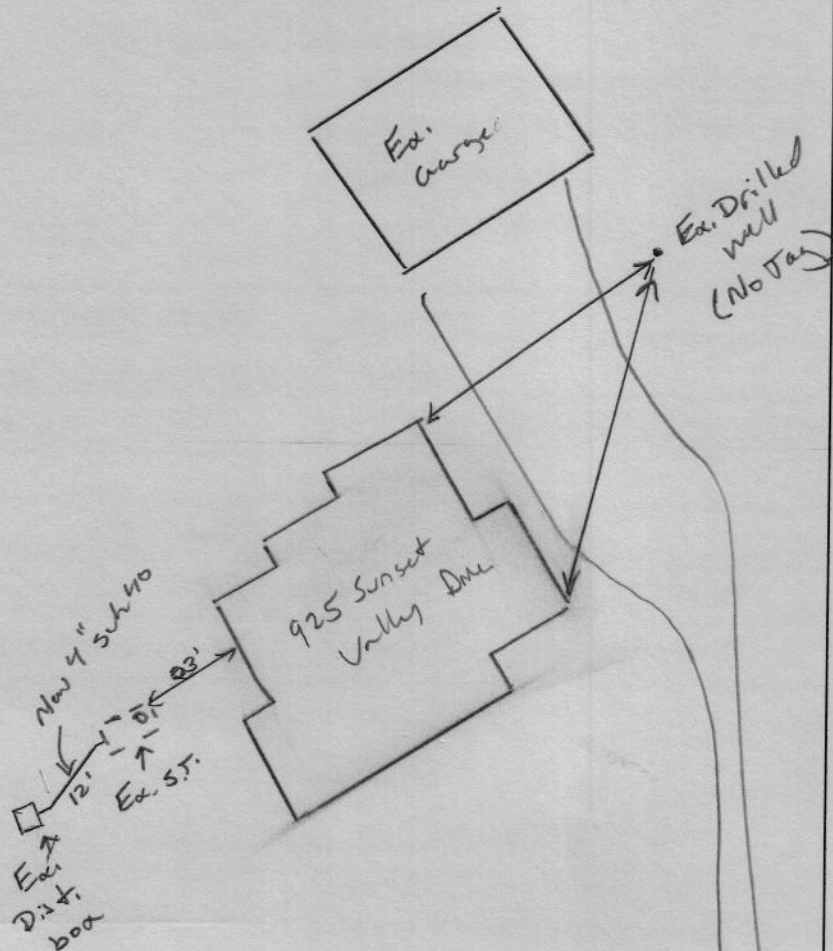 Ex.
Garage
Ex. Drilled
well
(No Tag)
925 Sunset
Valley Drive
New 4" sch 40
12'
Ex. S.T.
Ex.
Dist.
box